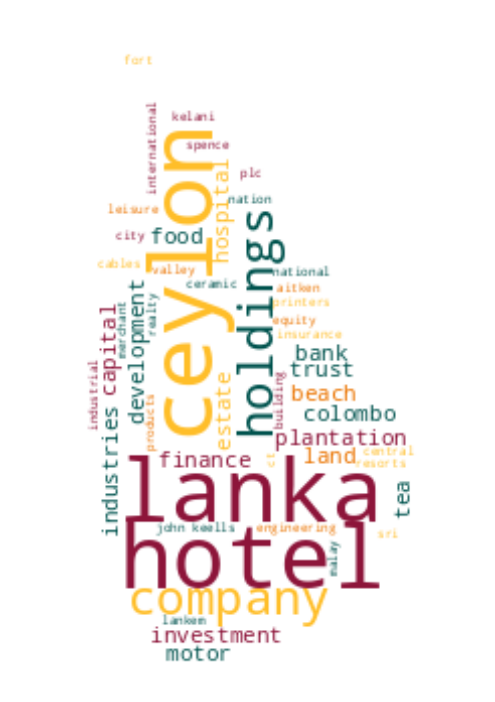 fort
international
kelani
ceylon
spence
hospital
plc
nation
leisure
holdings
city
food
cables
valley
national
ceramic
aitken
development
realty
printers
merchant
capital
equity
insurance
bank
trust
industrial
estate
building
beach
products
colombo
industries
plantation
finance
land
central
ct
resorts
lanka
tea
john keells
engineering
sri
hotel
malay
company
lankem
investment
motor